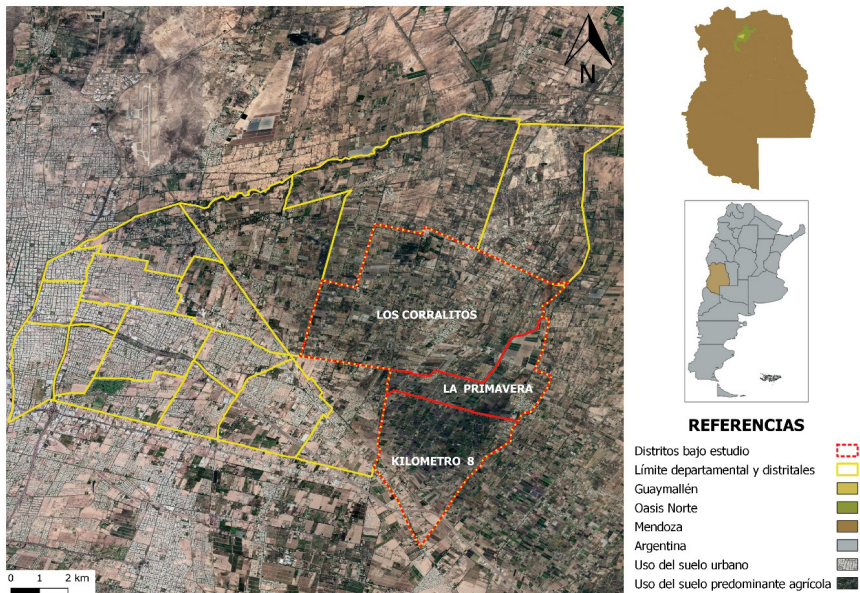 N
LOS CORRALITOS
LA PRIMAVERA
KILOMETRO 8
0 1 2 km
REFERENCIAS
Distritos bajo estudio
Límite departamental y distritales
Guaymallén
Oasis Norte
Mendoza
Argentina
Uso del suelo urbano
Uso del suelo predominante agrícola